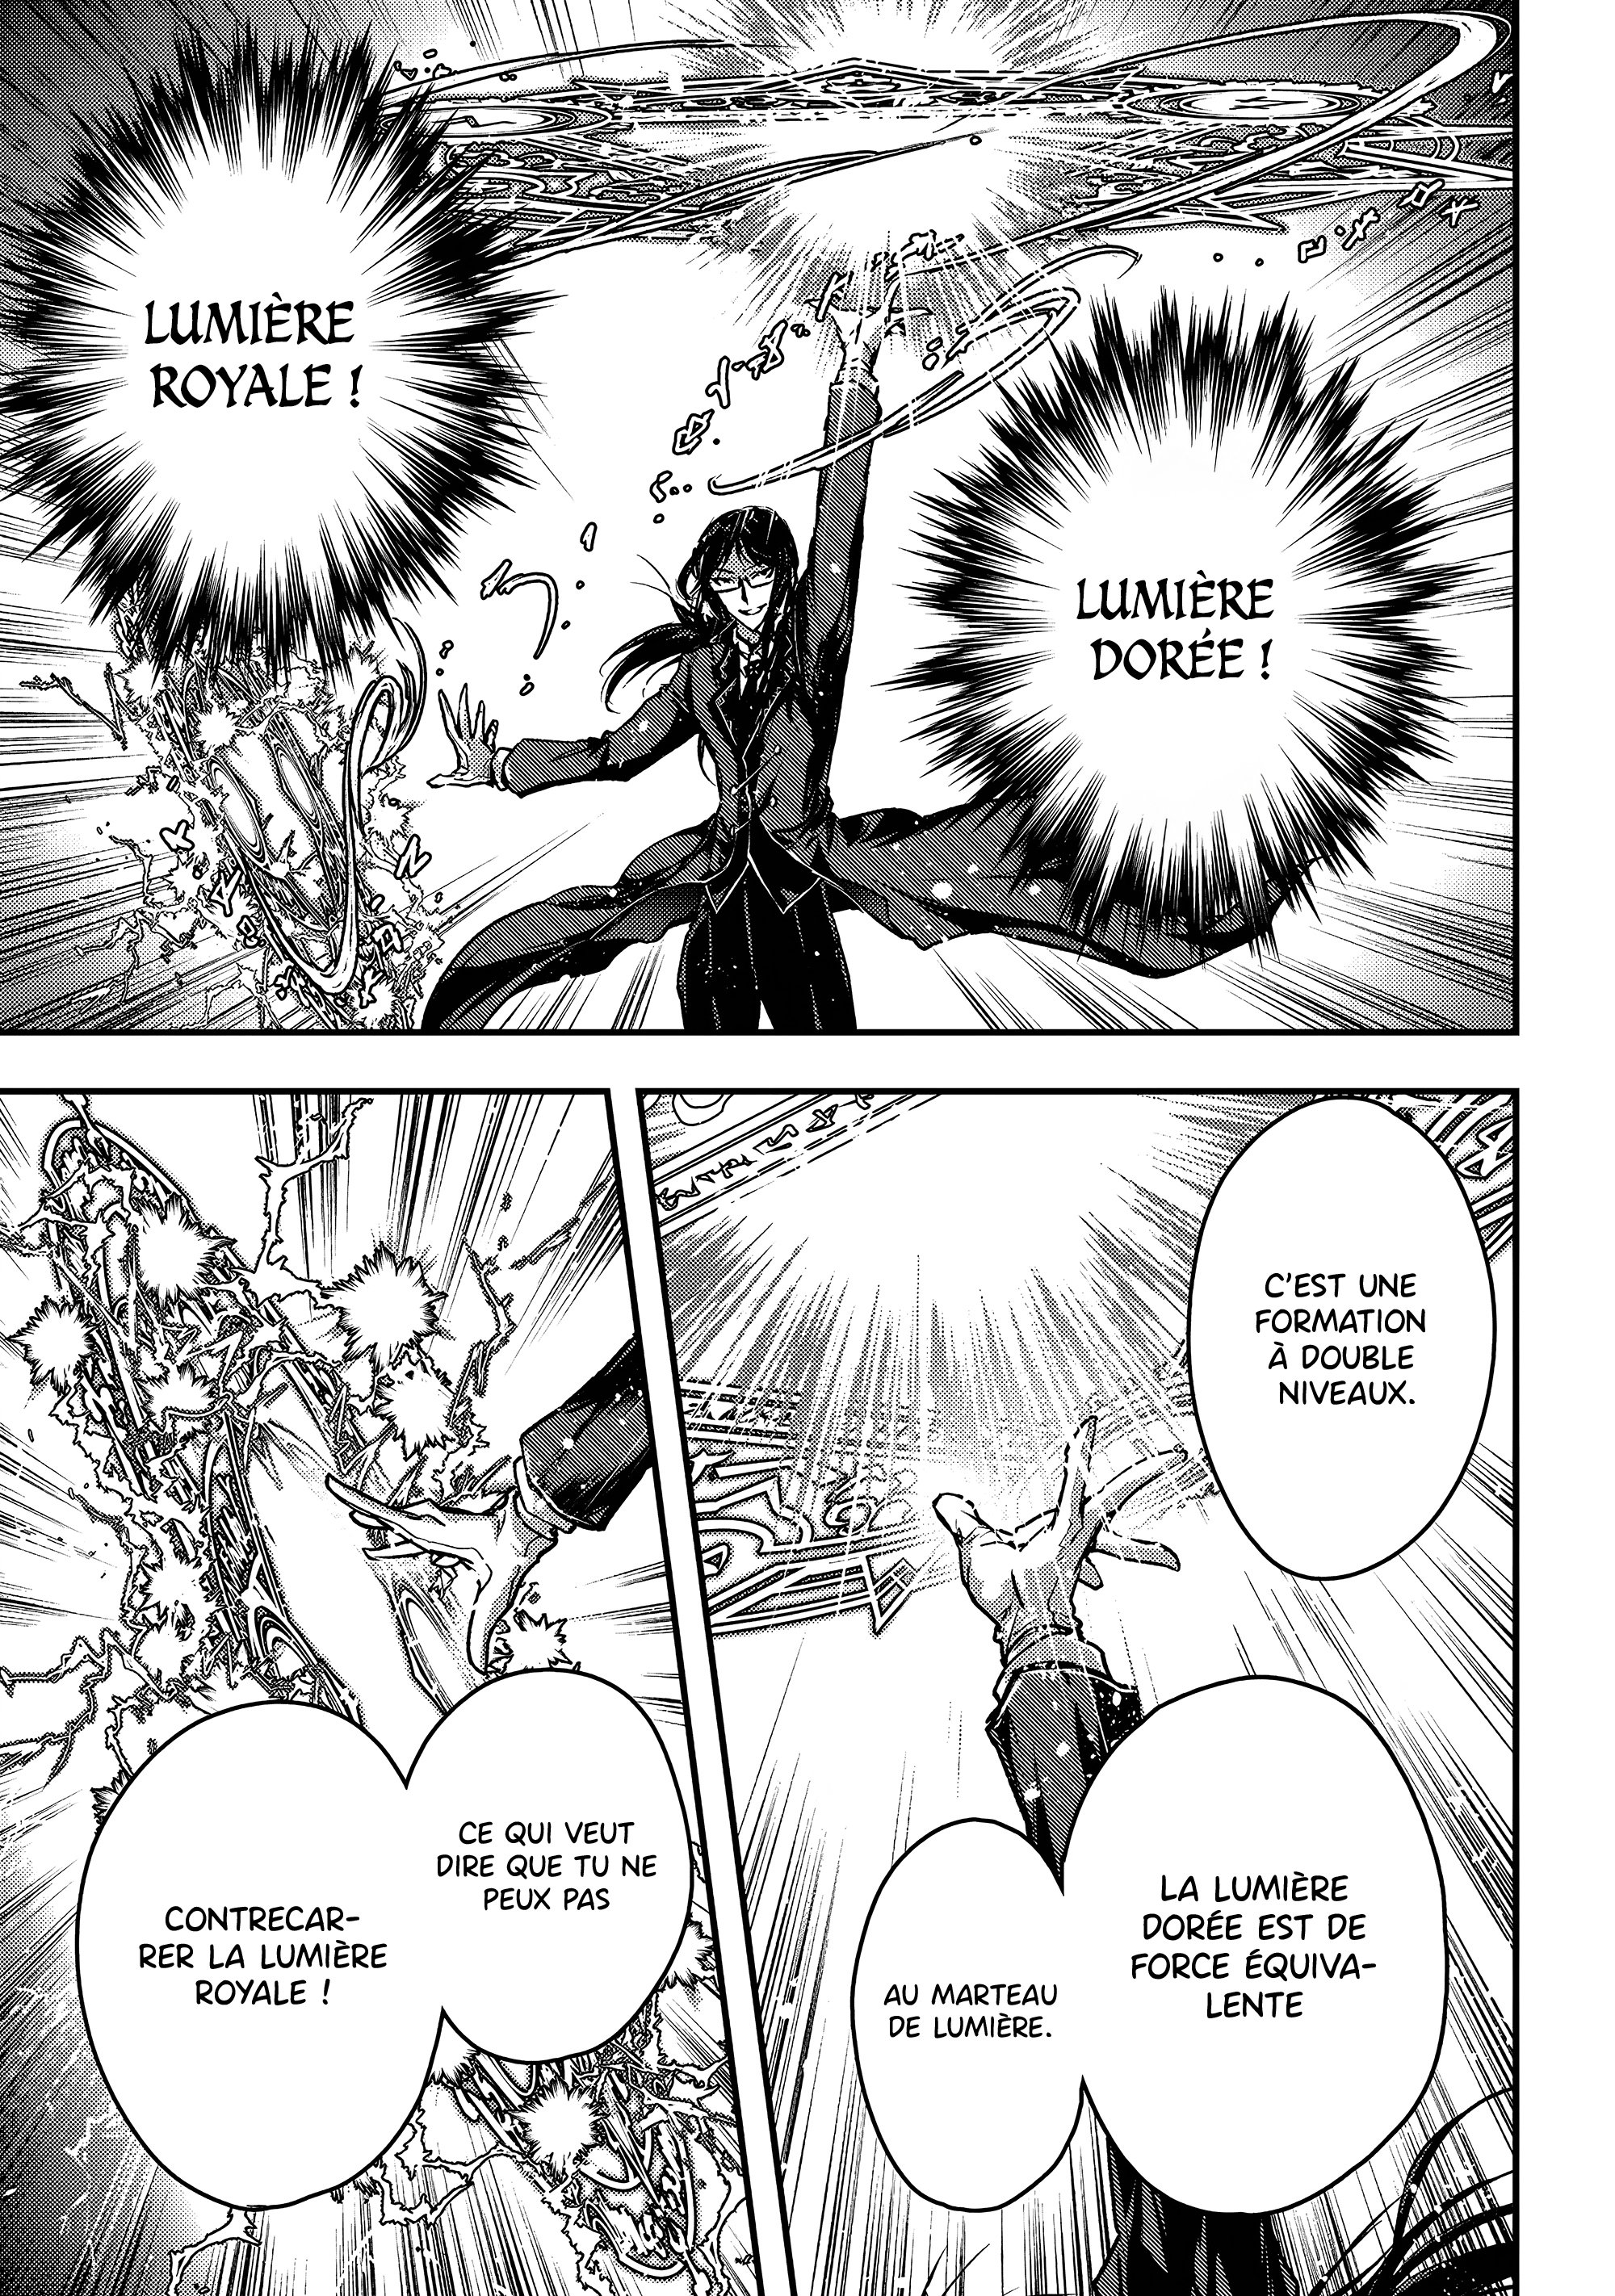 LUMIÈRE
DORÉE !
LUMIÈRE
ROYALE !
C'EST UNE
FORMATION
À DOUBLE
NIVEAUX.
LA LUMIÈRE
DORÉE EST DE
FORCE ÉQUIVA-
LENTE
AU MARTEAU
DE LUMIÈRE.
CE QUI VEUT
DIRE QUE TU NE
PEUX PAS
CONTRECAR-
RER LA LUMIÈRE
ROYALE !